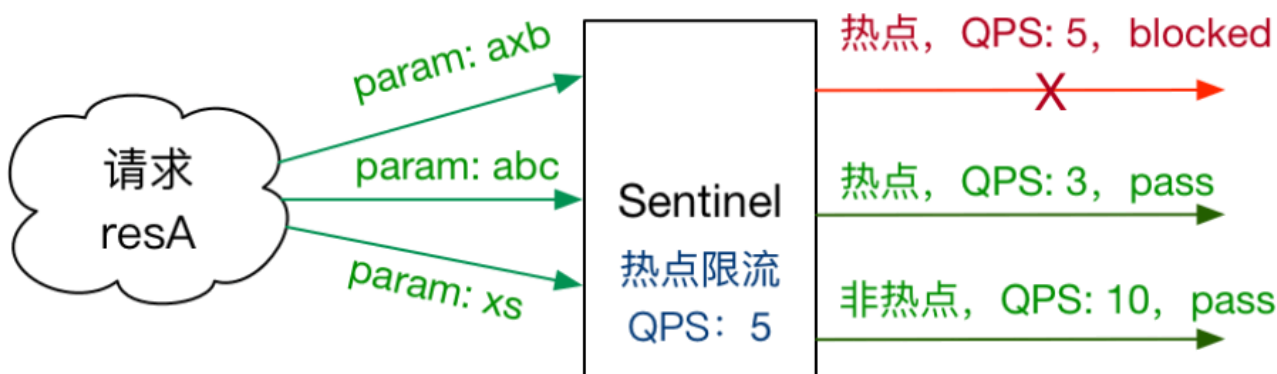 请求
resA
param: axb
param: abc
param: xs
Sentinel
热点限流
QPS：5
热点，QPS: 5，blocked
X
热点，QPS: 3，pass
非热点，QPS: 10，pass